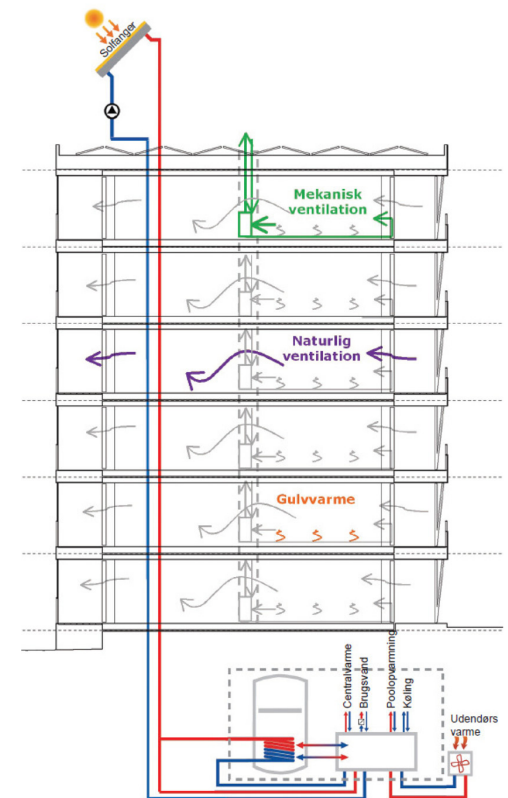 Solfanger
Mekanisk
ventilation
Naturlig
ventilation
Gulvvarme
Centralvarme
Brugsvand
Poolopvarmning
Køling
Udendørs
varme